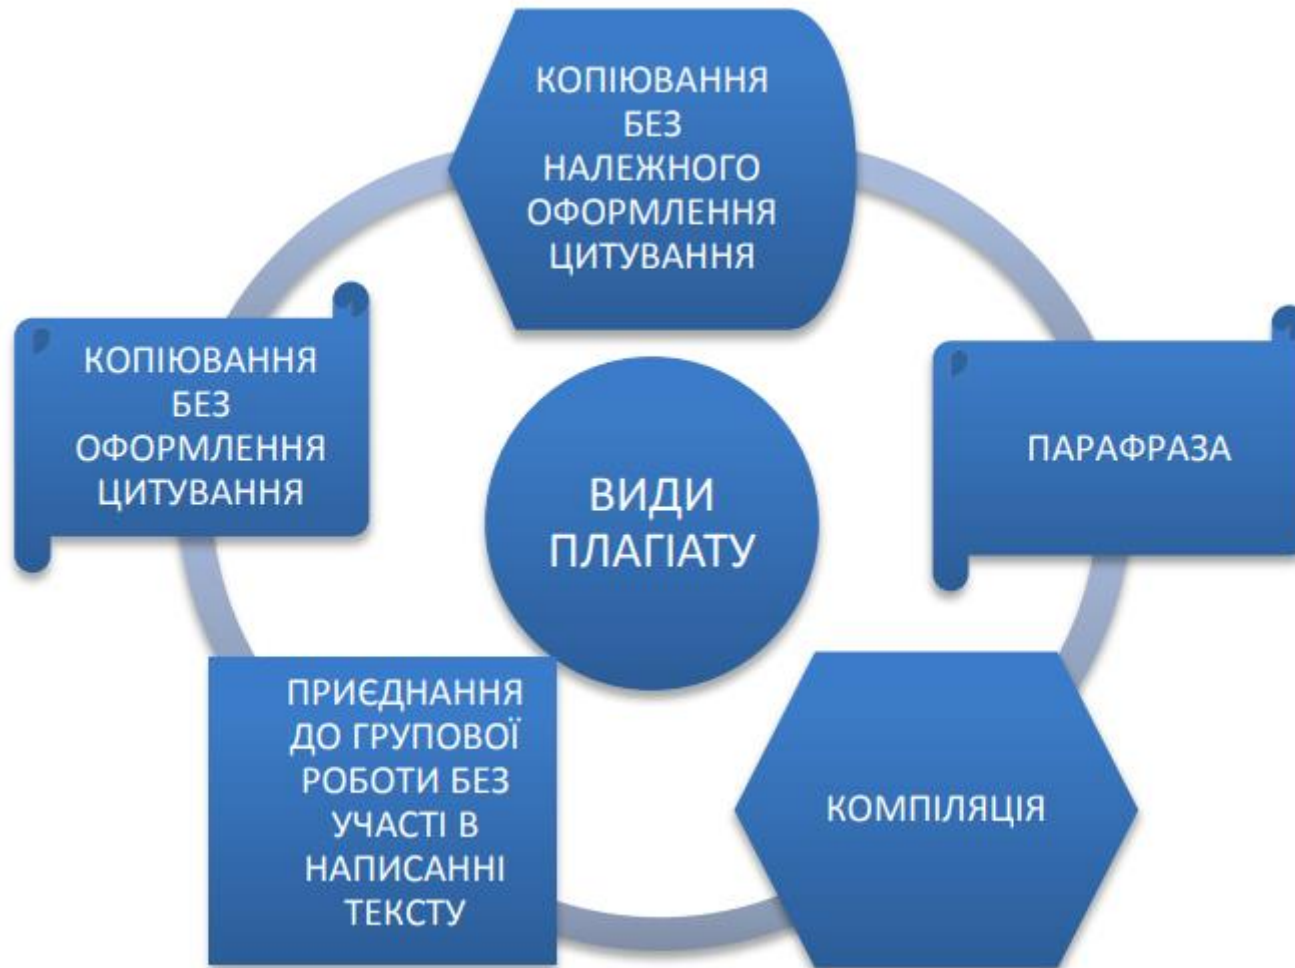 КОПІЮВАННЯ
БЕЗ
НАЛЕЖНОГО
ОФОРМЛЕННЯ
ЦИТУВАННЯ
КОПІЮВАННЯ
БЕЗ
ОФОРМЛЕННЯ
ЦИТУВАННЯ
ПАРАФРАЗА
ВИДИ
ПЛАГІАТУ
ПРИЄДНАННЯ
ДО ГРУПОВОЇ
РОБОТИ БЕЗ
УЧАСТІ В
НАПИСАННІ
ТЕКСТУ
КОМПІЛЯЦІЯ